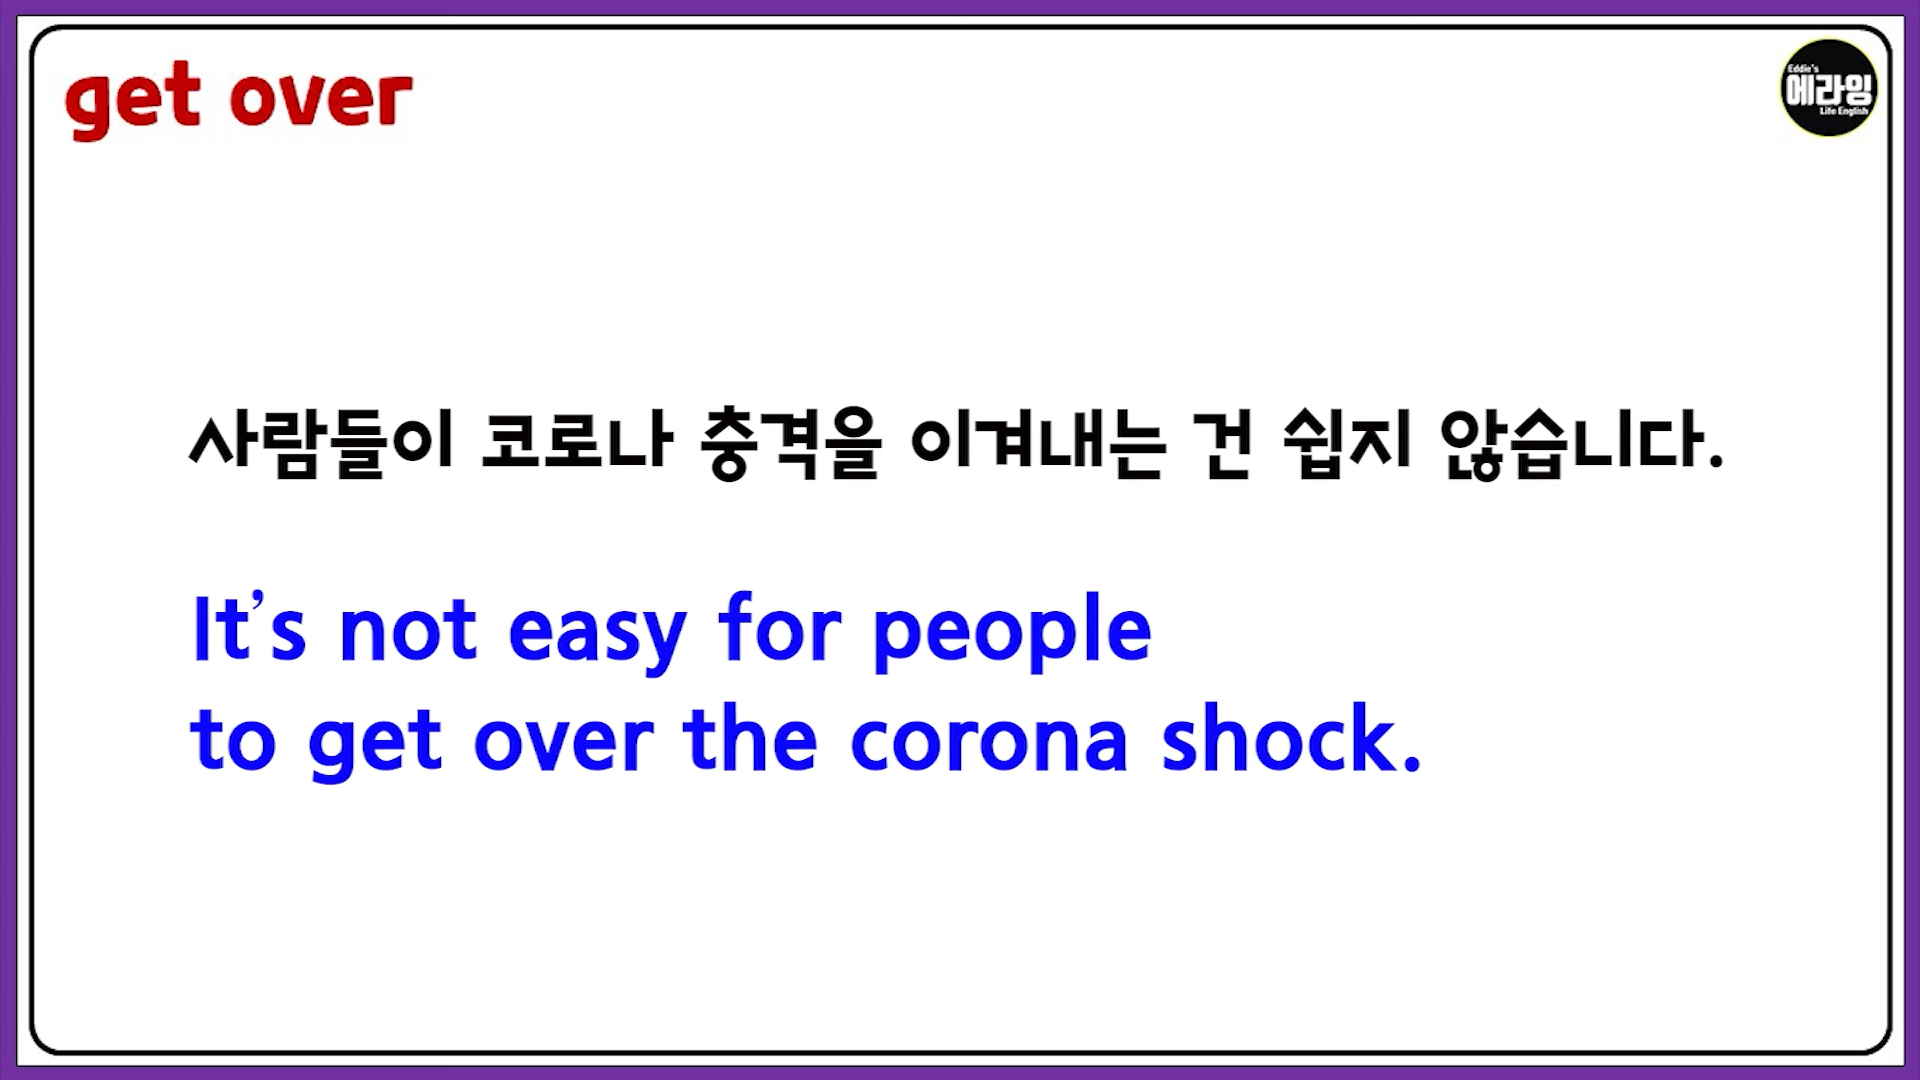 get over
Eddie's
에라잉
Life English
사람들이 코로나 충격을 이겨내는 건 쉽지 않습니다.
It’s not easy for people
to get over the corona shock.